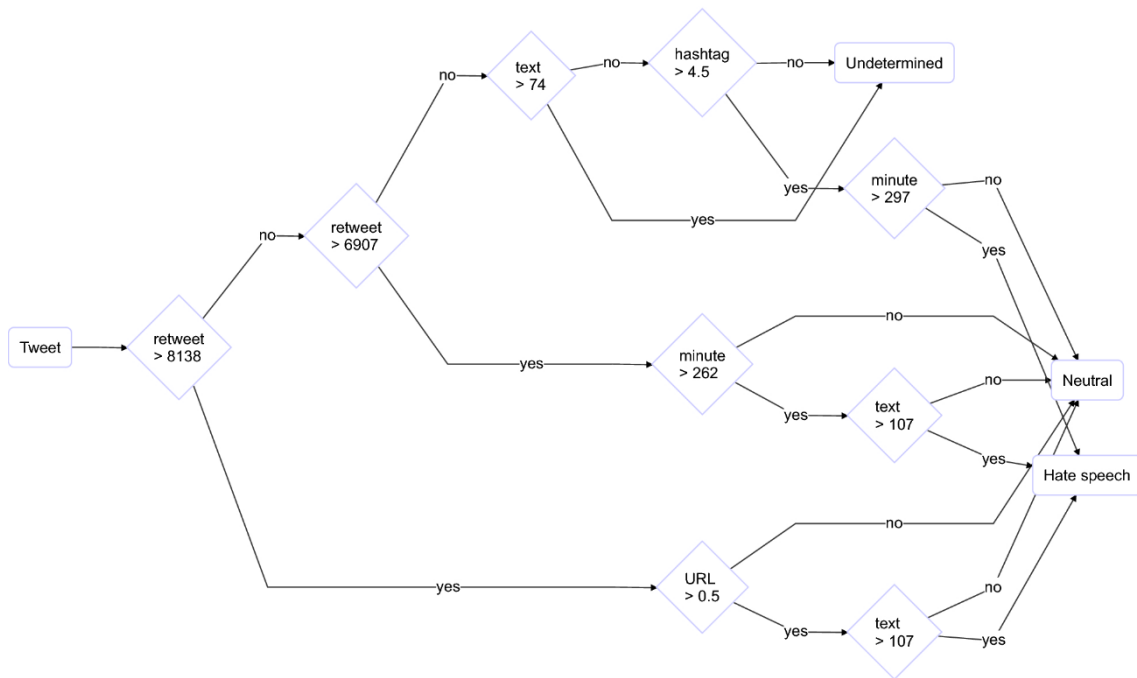 Tweet
retweet
> 8138
no
yes
retweet
> 6907
no
yes
text
> 74
no
yes
hashtag
> 4.5
no
yes
Undetermined
minute
> 297
no
yes
minute
> 262
no
yes
text
> 107
no
yes
URL
> 0.5
no
yes
text
> 107
no
yes
Neutral
Hate speech